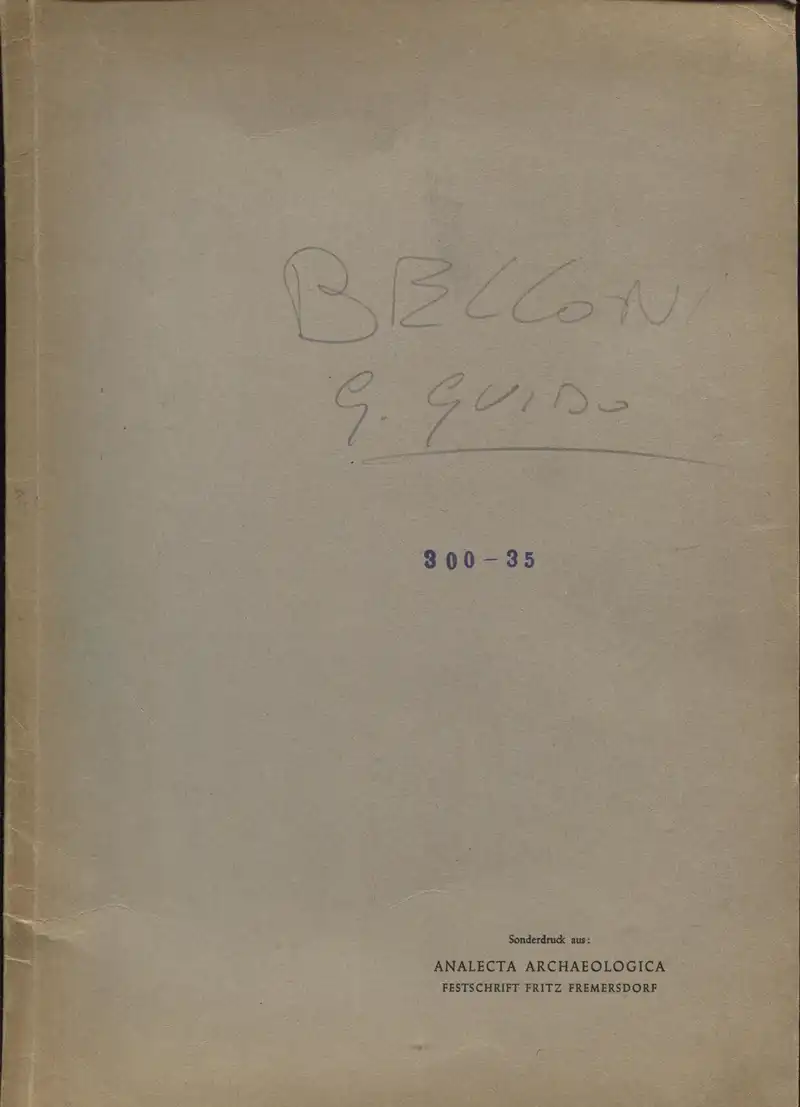 BELLONI
G. GUIDO
300-35
Sonderdruck aus:
ANALECTA ARCHAEOLOGICA
FESTSCHRIFT FRITZ FREMERSDORF